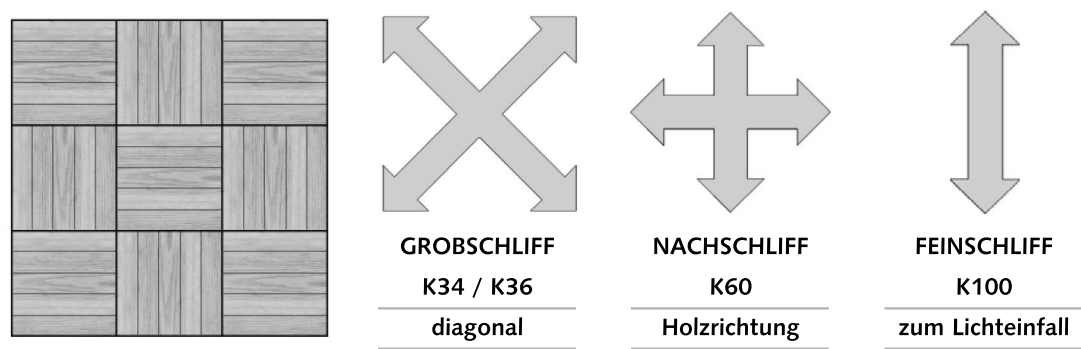 GROBSCHLIFF
K34 / K36
diagonal
NACHSCHLIFF
K60
Holzrichtung
FEINSCHLIFF
K100
zum Lichteinfall